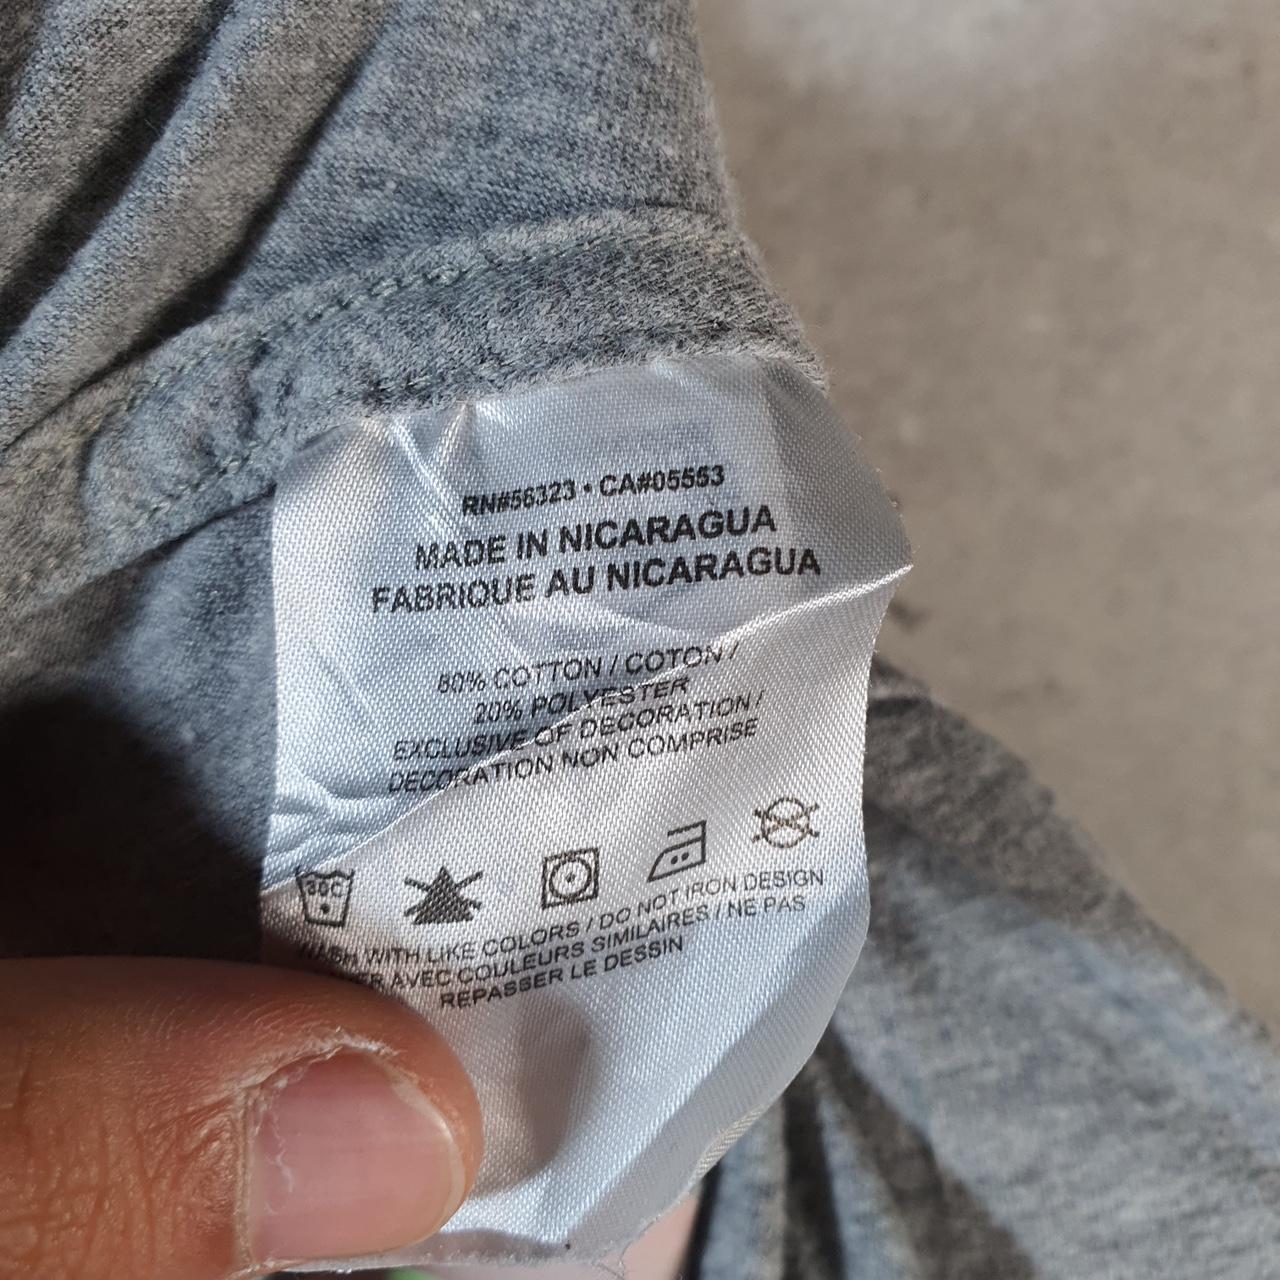 RN#56323 • CA#05553
MADE IN NICARAGUA
FABRIQUE AU NICARAGUA
80% COTTON / COTON /
20% POLYESTER
EXCLUSIVE OF DECORATION /
DECORATION NON COMPRISE
30C
WASH WITH LIKE COLORS / DO NOT IRON DESIGN
AVEC COULEURS SIMILAIRES / NE PAS
REPASSER LE DESSIN